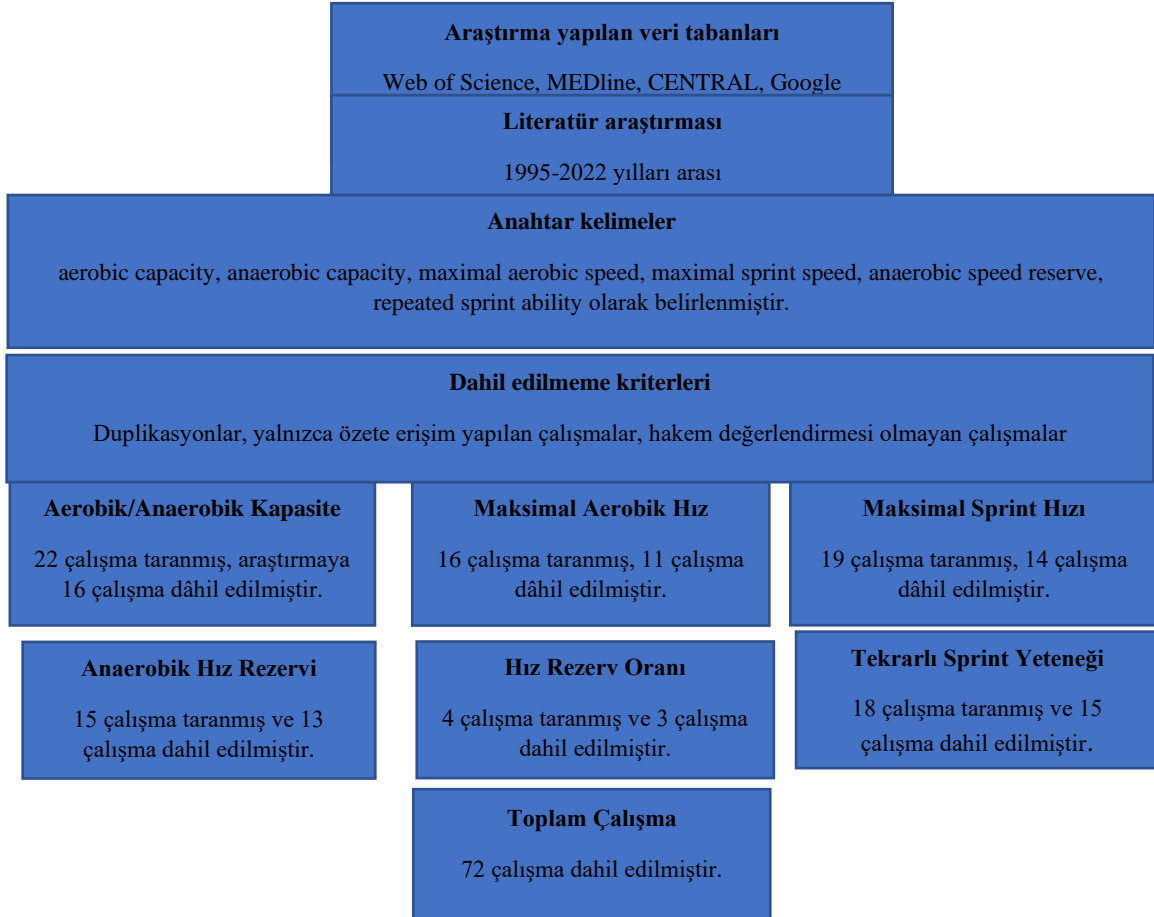 Araştırma yapılan veri tabanları
Web of Science, MEDline, CENTRAL, Google
Literatür araştırması
1995-2022 yılları arası
Anahtar kelimeler
aerobic capacity, anaerobic capacity, maximal aerobic speed, maximal sprint speed, anaerobic speed reserve,
repeated sprint ability olarak belirlenmiştir.
Dahil edilmeme kriterleri
Duplikasyonlar, yalnızca özete erişim yapılan çalışmalar, hakem değerlendirmesi olmayan çalışmalar
Aerobik/Anaerobik Kapasite
22 çalışma taranmış, araştırmaya
16 çalışma dâhil edilmiştir.
Maksimal Aerobik Hız
16 çalışma taranmış, 11 çalışma
dâhil edilmiştir.
Maksimal Sprint Hızı
19 çalışma taranmış, 14 çalışma
dâhil edilmiştir.
Anaerobik Hız Rezervi
15 çalışma taranmış ve 13
çalışma dahil edilmiştir.
Hız Rezerv Oranı
4 çalışma taranmış ve 3 çalışma
dahil edilmiştir.
Tekrarlı Sprint Yeteneği
18 çalışma taranmış ve 15
çalışma dahil edilmiştir.
Toplam Çalışma
72 çalışma dahil edilmiştir.